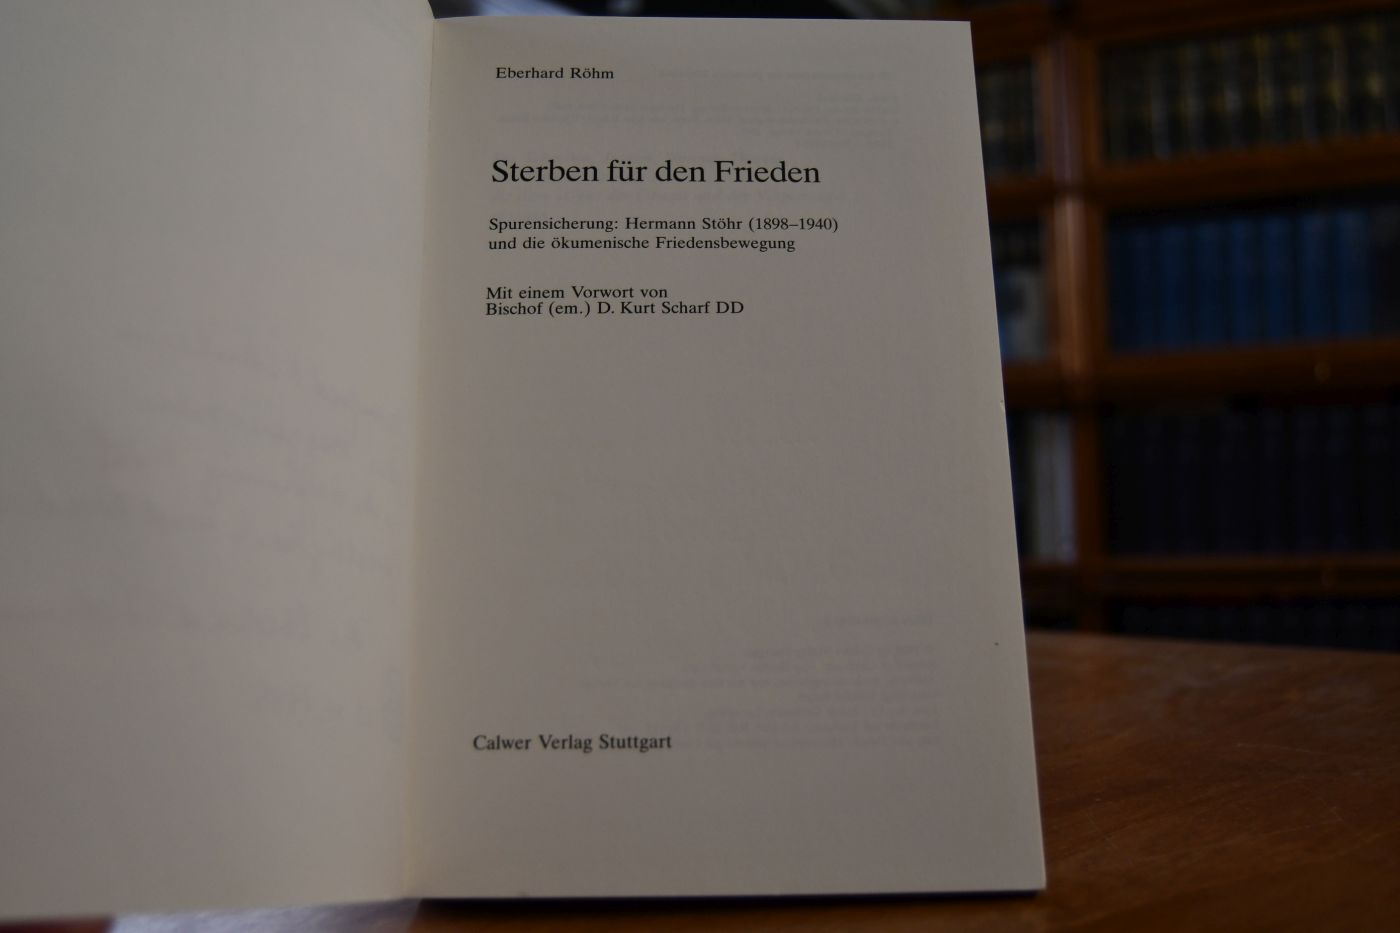 Eberhard Röhm
Sterben für den Frieden
Spurensicherung: Hermann Stöhr (1898–1940)
und die ökumenische Friedensbewegung
Mit einem Vorwort von
Bischof (em.) D. Kurt Scharf DD
Calwer Verlag Stuttgart